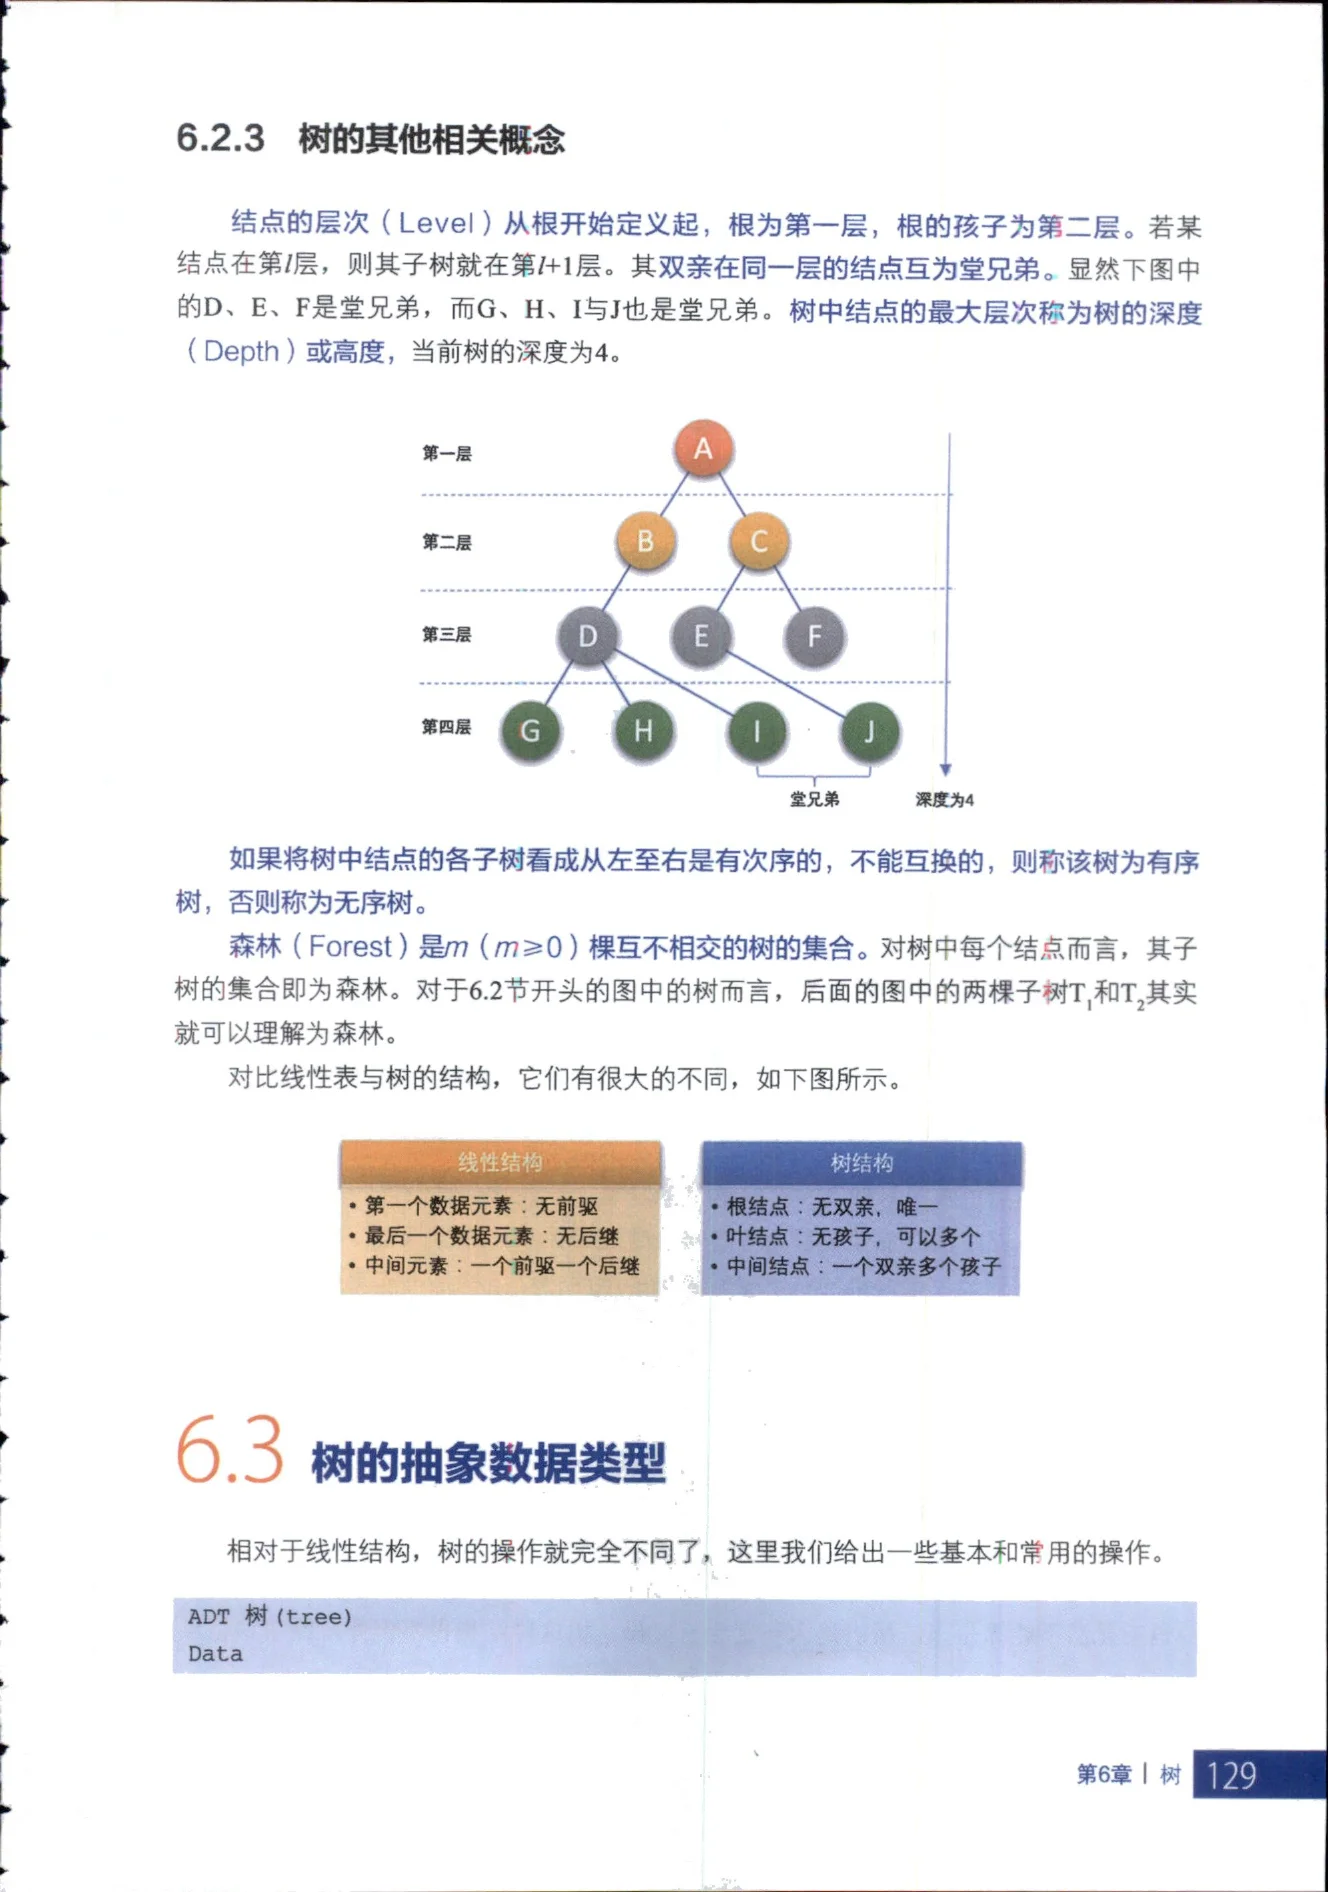 6.2.3 树的其他相关概念
结点的层次（Level）从根开始定义起，根为第一层，根的孩子为第二层。若某
结点在第l层，则其子树就在第l+1层。其双亲在同一层的结点互为堂兄弟。显然下图中
的D、E、F是堂兄弟，而G、H、I与J也是堂兄弟。树中结点的最大层次称为树的深度
（Depth）或高度，当前树的深度为4。
第一层
A
第二层
B C
第三层
D E F
第四层
G H I J
堂兄弟 深度为4
如果将树中结点的各子树看成从左至右是有次序的，不能互换的，则称该树为有序
树，否则称为无序树。
森林（Forest）是m（m≥0）棵互不相交的树的集合。对树中每个结点而言，其子
树的集合即为森林。对于6.2节开头的图中的树而言，后面的图中的两棵子树T1和T2其实
就可以理解为森林。
对比线性表与树的结构，它们有很大的不同，如下图所示。
线性结构
• 第一个数据元素：无前驱
• 最后一个数据元素：无后继
• 中间元素：一个前驱一个后继
树结构
• 根结点：无双亲，唯一
• 叶结点：无孩子，可以多个
• 中间结点：一个双亲多个孩子
6.3 树的抽象数据类型
相对于线性结构，树的操作就完全不同了，这里我们给出一些基本和常用的操作。
ADT 树(tree)
Data
第6章 | 树 129